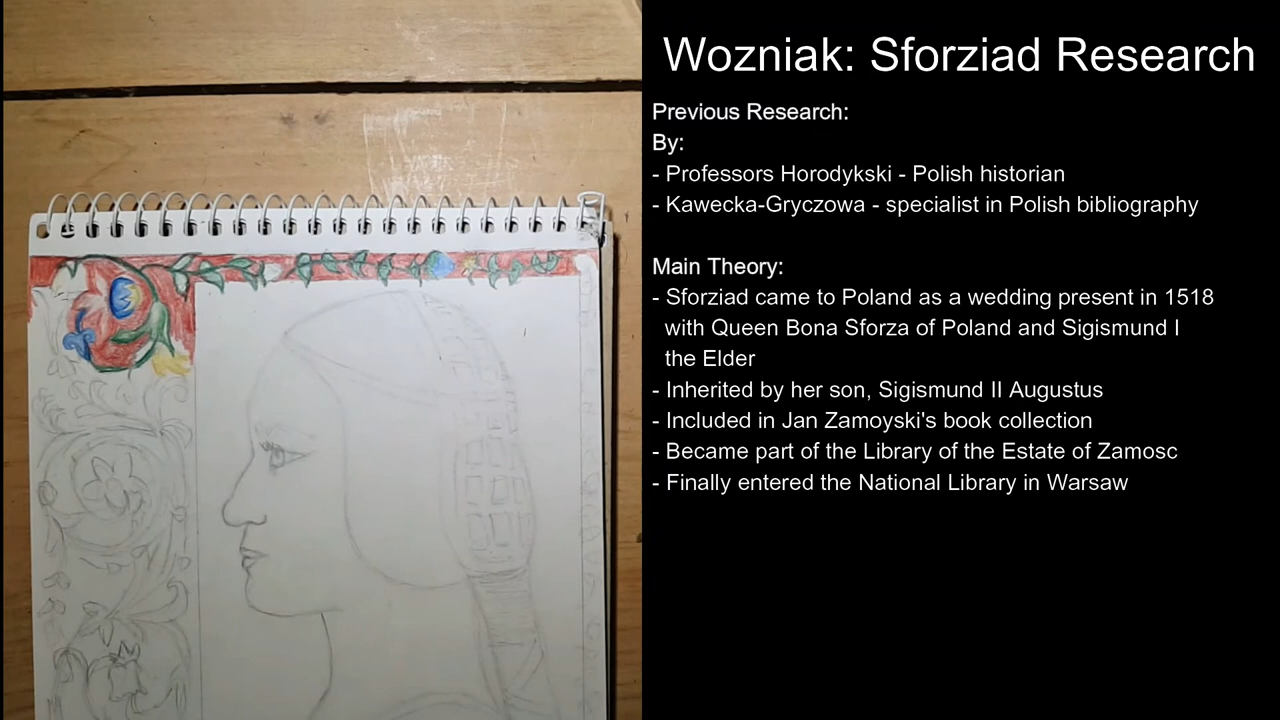 Wozniak: Sforziad Research
Previous Research:
By:
- Professors Horodykski - Polish historian
- Kawecka-Gryczowa - specialist in Polish bibliography
Main Theory:
- Sforziad came to Poland as a wedding present in 1518
with Queen Bona Sforza of Poland and Sigismund I
the Elder
- Inherited by her son, Sigismund II Augustus
- Included in Jan Zamoyski's book collection
- Became part of the Library of the Estate of Zamosc
- Finally entered the National Library in Warsaw